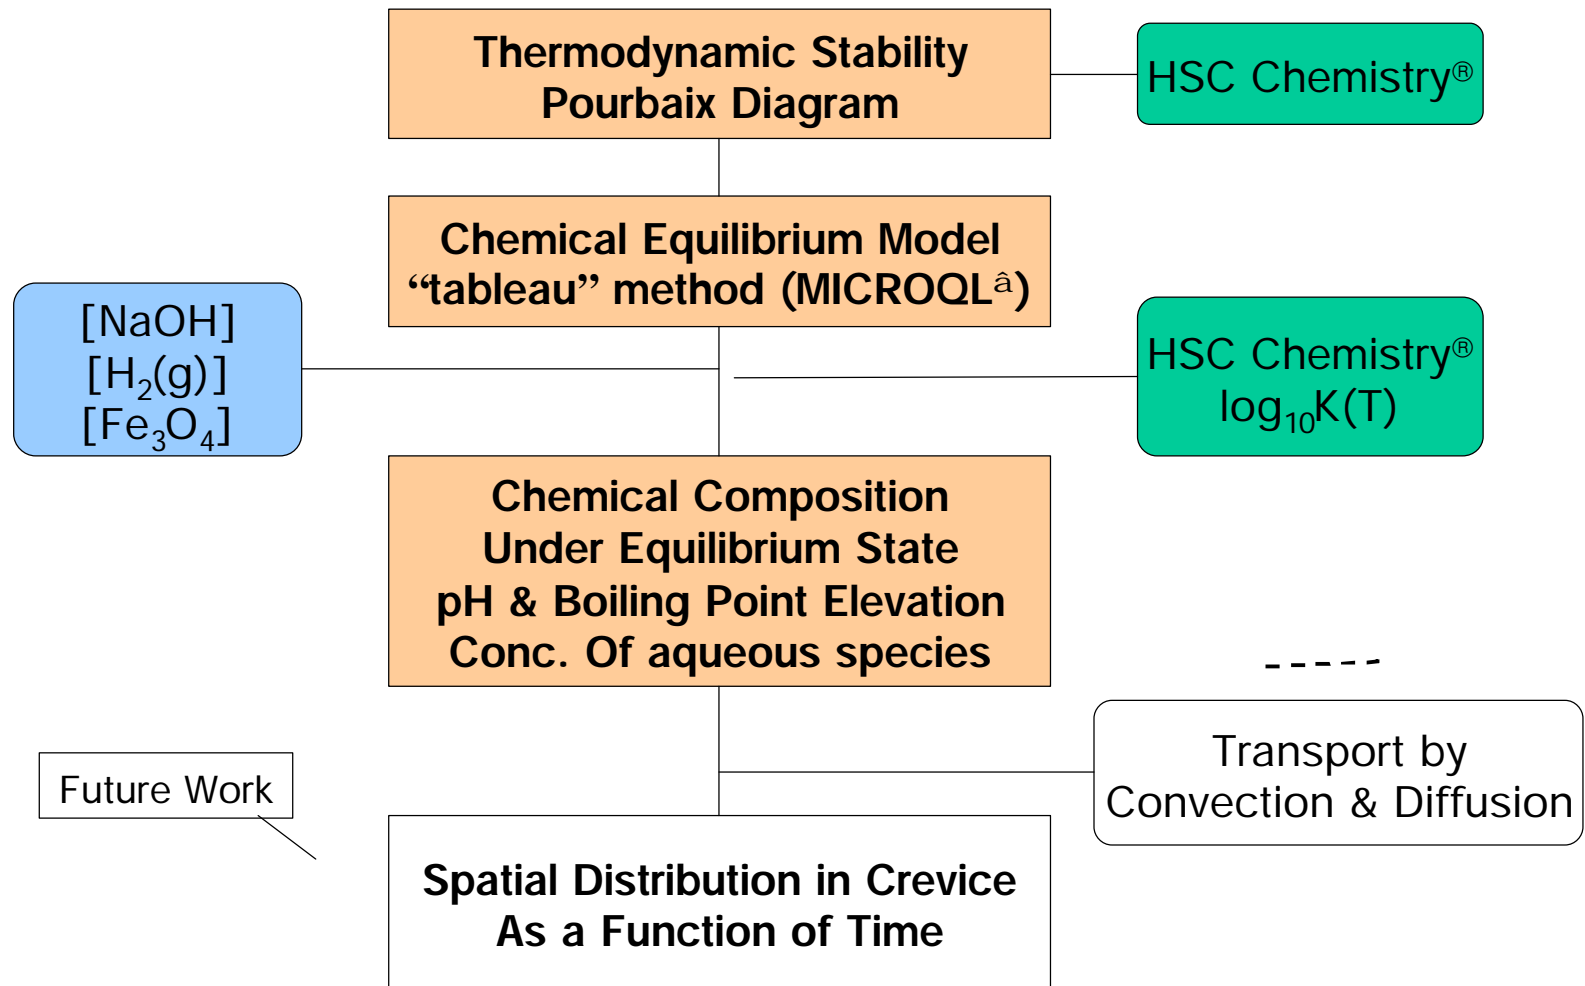 Thermodynamic Stability
Pourbaix Diagram
HSC Chemistry®
Chemical Equilibrium Model
“tableau” method (MICROQLâ)
[NaOH]
[H₂(g)]
[Fe₃O₄]
HSC Chemistry®
log₁₀K(T)
Chemical Composition
Under Equilibrium State
pH & Boiling Point Elevation
Conc. Of aqueous species
Transport by
Convection & Diffusion
Future Work
Spatial Distribution in Crevice
As a Function of Time